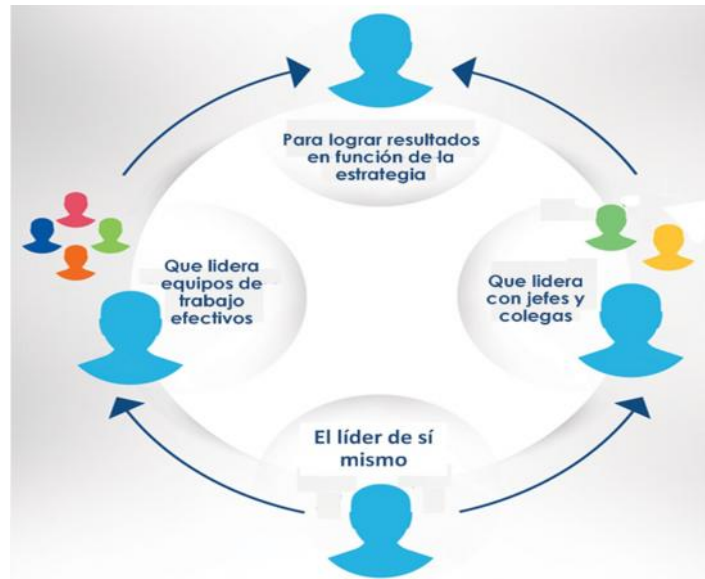 Para lograr resultados
en función de la
estrategia
Que lidera
equipos de
trabajo
efectivos
Que lidera
con jefes y
colegas
El líder de sí
mismo